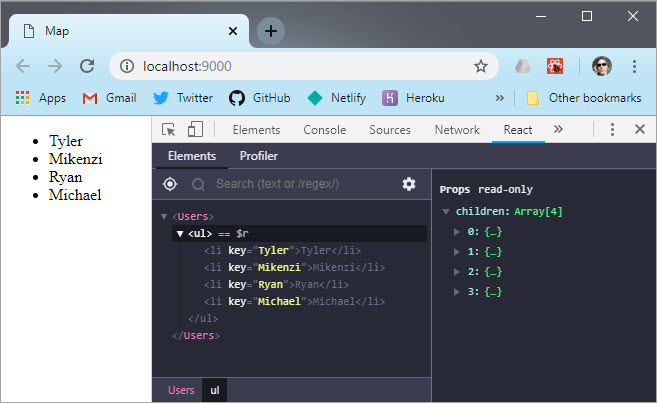 Map
localhost:9000
Apps Gmail Twitter GitHub Netlify Heroku » Other bookmarks
• Tyler
• Mikenzi
• Ryan
• Michael
Elements Console Sources Network React »
Elements Profiler
Search (text or /regex/)
<Users>
<ul> == $r
<li key="Tyler">Tyler</li>
<li key="Mikenzi">Mikenzi</li>
<li key="Ryan">Ryan</li>
<li key="Michael">Michael</li>
</ul>
</Users>
Users ul
Props read-only
children: Array[4]
0: {…}
1: {…}
2: {…}
3: {…}